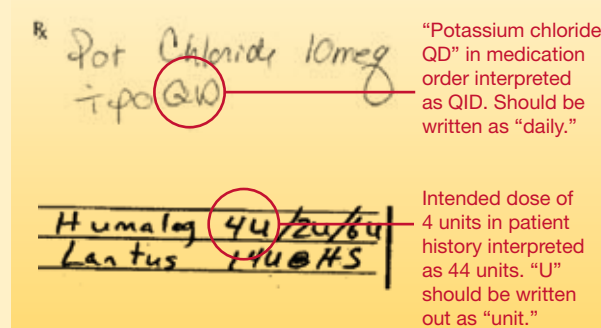 Rx
Pot Chloride 10meq
i po QD
“Potassium chloride
QD” in medication
order interpreted
as QID. Should be
written as “daily.”
Humalog 4U/2U/6U
Lantus 14U @ HS
Intended dose of
4 units in patient
history interpreted
as 44 units. “U”
should be written
out as “unit.”